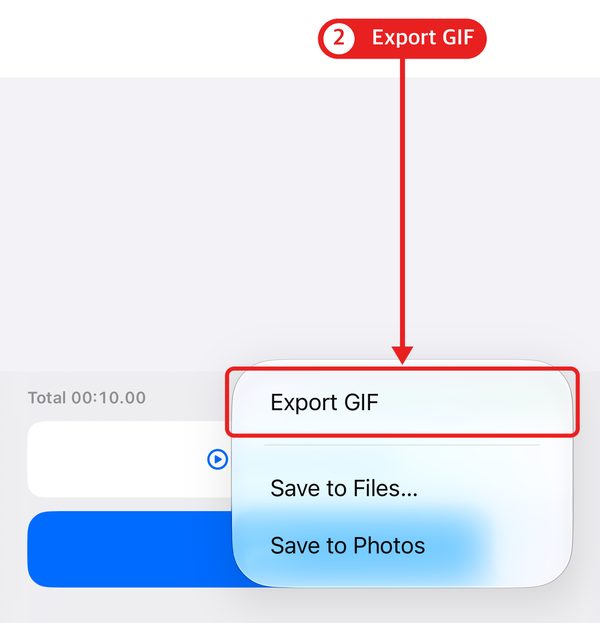 2 Export GIF
Export GIF
Total 00:10.00
Save to Files...
Save to Photos